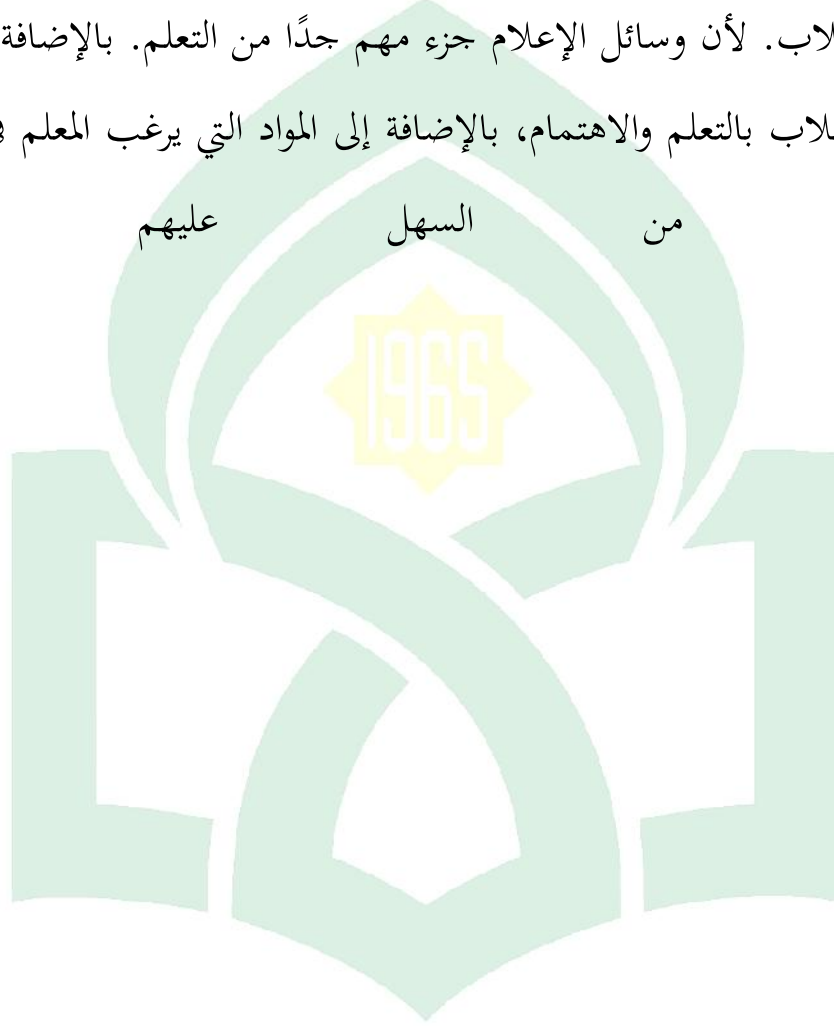 لاب. لأن وسائل الإعلام جزء مهم جدًا من التعلم. بالإضافة
لاب بالتعلم والاهتمام، بالإضافة إلى المواد التي يرغب المعلم
من السهل عليهم
1965